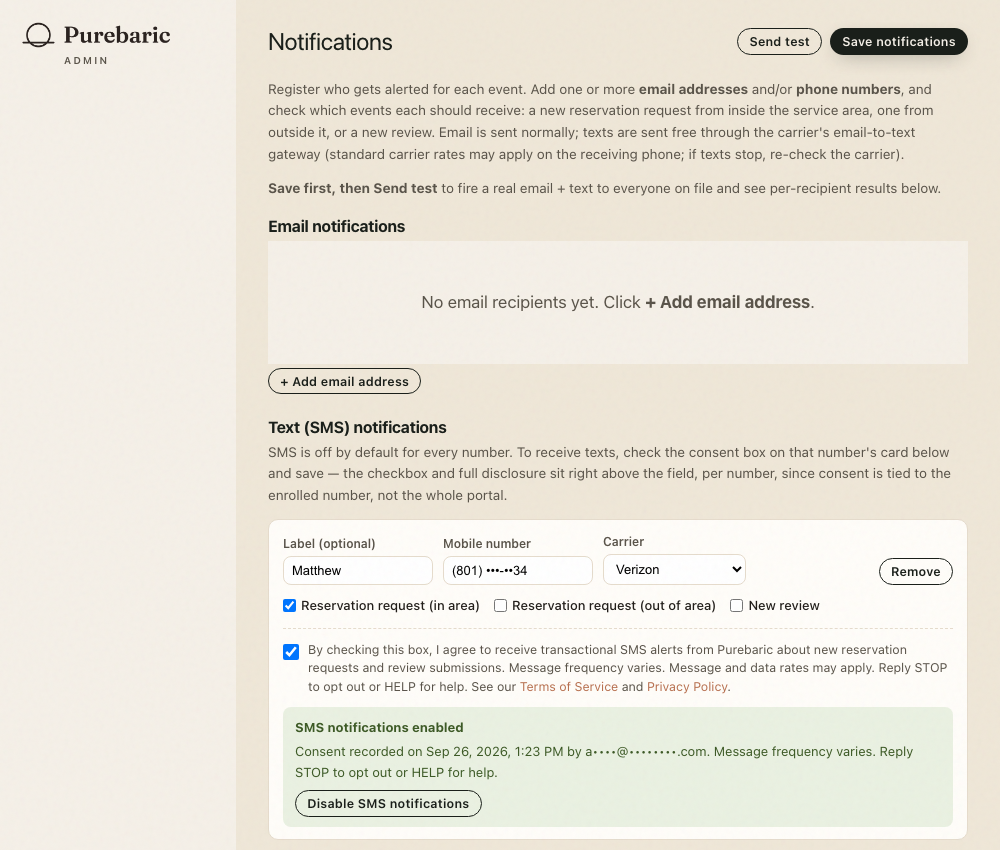 Purebaric
ADMIN
Notifications
Send test
Save notifications
Register who gets alerted for each event. Add one or more email addresses and/or phone numbers, and
check which events each should receive: a new reservation request from inside the service area, one from
outside it, or a new review. Email is sent normally; texts are sent free through the carrier's email-to-text
gateway (standard carrier rates may apply on the receiving phone; if texts stop, re-check the carrier).
Save first, then Send test to fire a real email + text to everyone on file and see per-recipient results below.
Email notifications
No email recipients yet. Click + Add email address.
+ Add email address
Text (SMS) notifications
SMS is off by default for every number. To receive texts, check the consent box on that number's card below
and save — the checkbox and full disclosure sit right above the field, per number, since consent is tied to the
enrolled number, not the whole portal.
Label (optional)
Mobile number
Carrier
Matthew
(801) •••-••34
Verizon
Remove
Reservation request (in area)
Reservation request (out of area)
New review
By checking this box, I agree to receive transactional SMS alerts from Purebaric about new reservation
requests and review submissions. Message frequency varies. Message and data rates may apply. Reply STOP
to opt out or HELP for help. See our Terms of Service and Privacy Policy.
SMS notifications enabled
Consent recorded on Sep 26, 2026, 1:23 PM by a••••@••••••••.com. Message frequency varies. Reply
STOP to opt out or HELP for help.
Disable SMS notifications